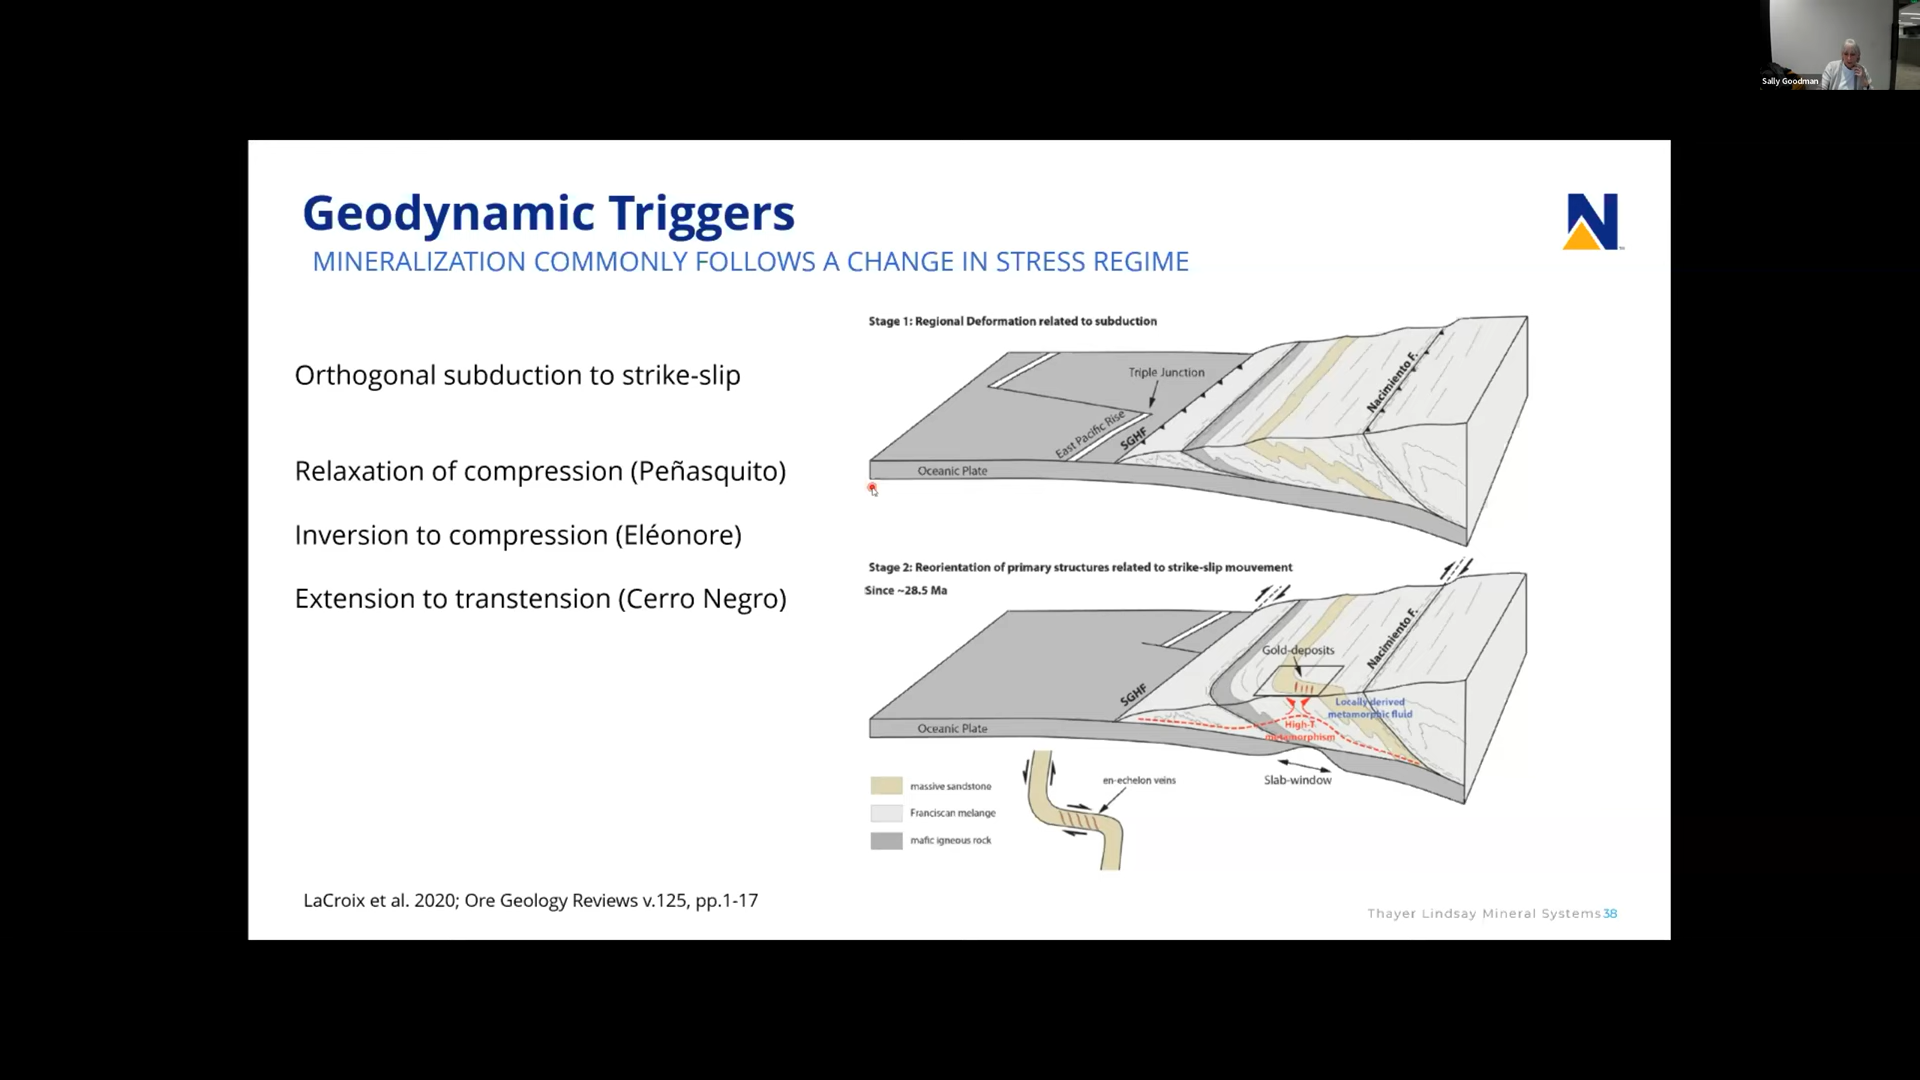 Sally Goodman
Geodynamic Triggers
MINERALIZATION COMMONLY FOLLOWS A CHANGE IN STRESS REGIME
Orthogonal subduction to strike-slip
Relaxation of compression (Peñasquito)
Inversion to compression (Eléonore)
Extension to transtension (Cerro Negro)
Stage 1: Regional Deformation related to subduction
Triple Junction
East Pacific Rise
SGHF
Nacimiento F.
Oceanic Plate
Stage 2: Reorientation of primary structures related to strike-slip mouvement
Since ~28.5 Ma
Gold-deposits
Nacimiento F.
SGHF
Locally derived
metamorphic fluid
High-T
metamorphism
Oceanic Plate
Slab-window
en-echelon veins
massive sandstone
Franciscan melange
mafic igneous rock
LaCroix et al. 2020; Ore Geology Reviews v.125, pp.1-17
Thayer Lindsay Mineral Systems 38